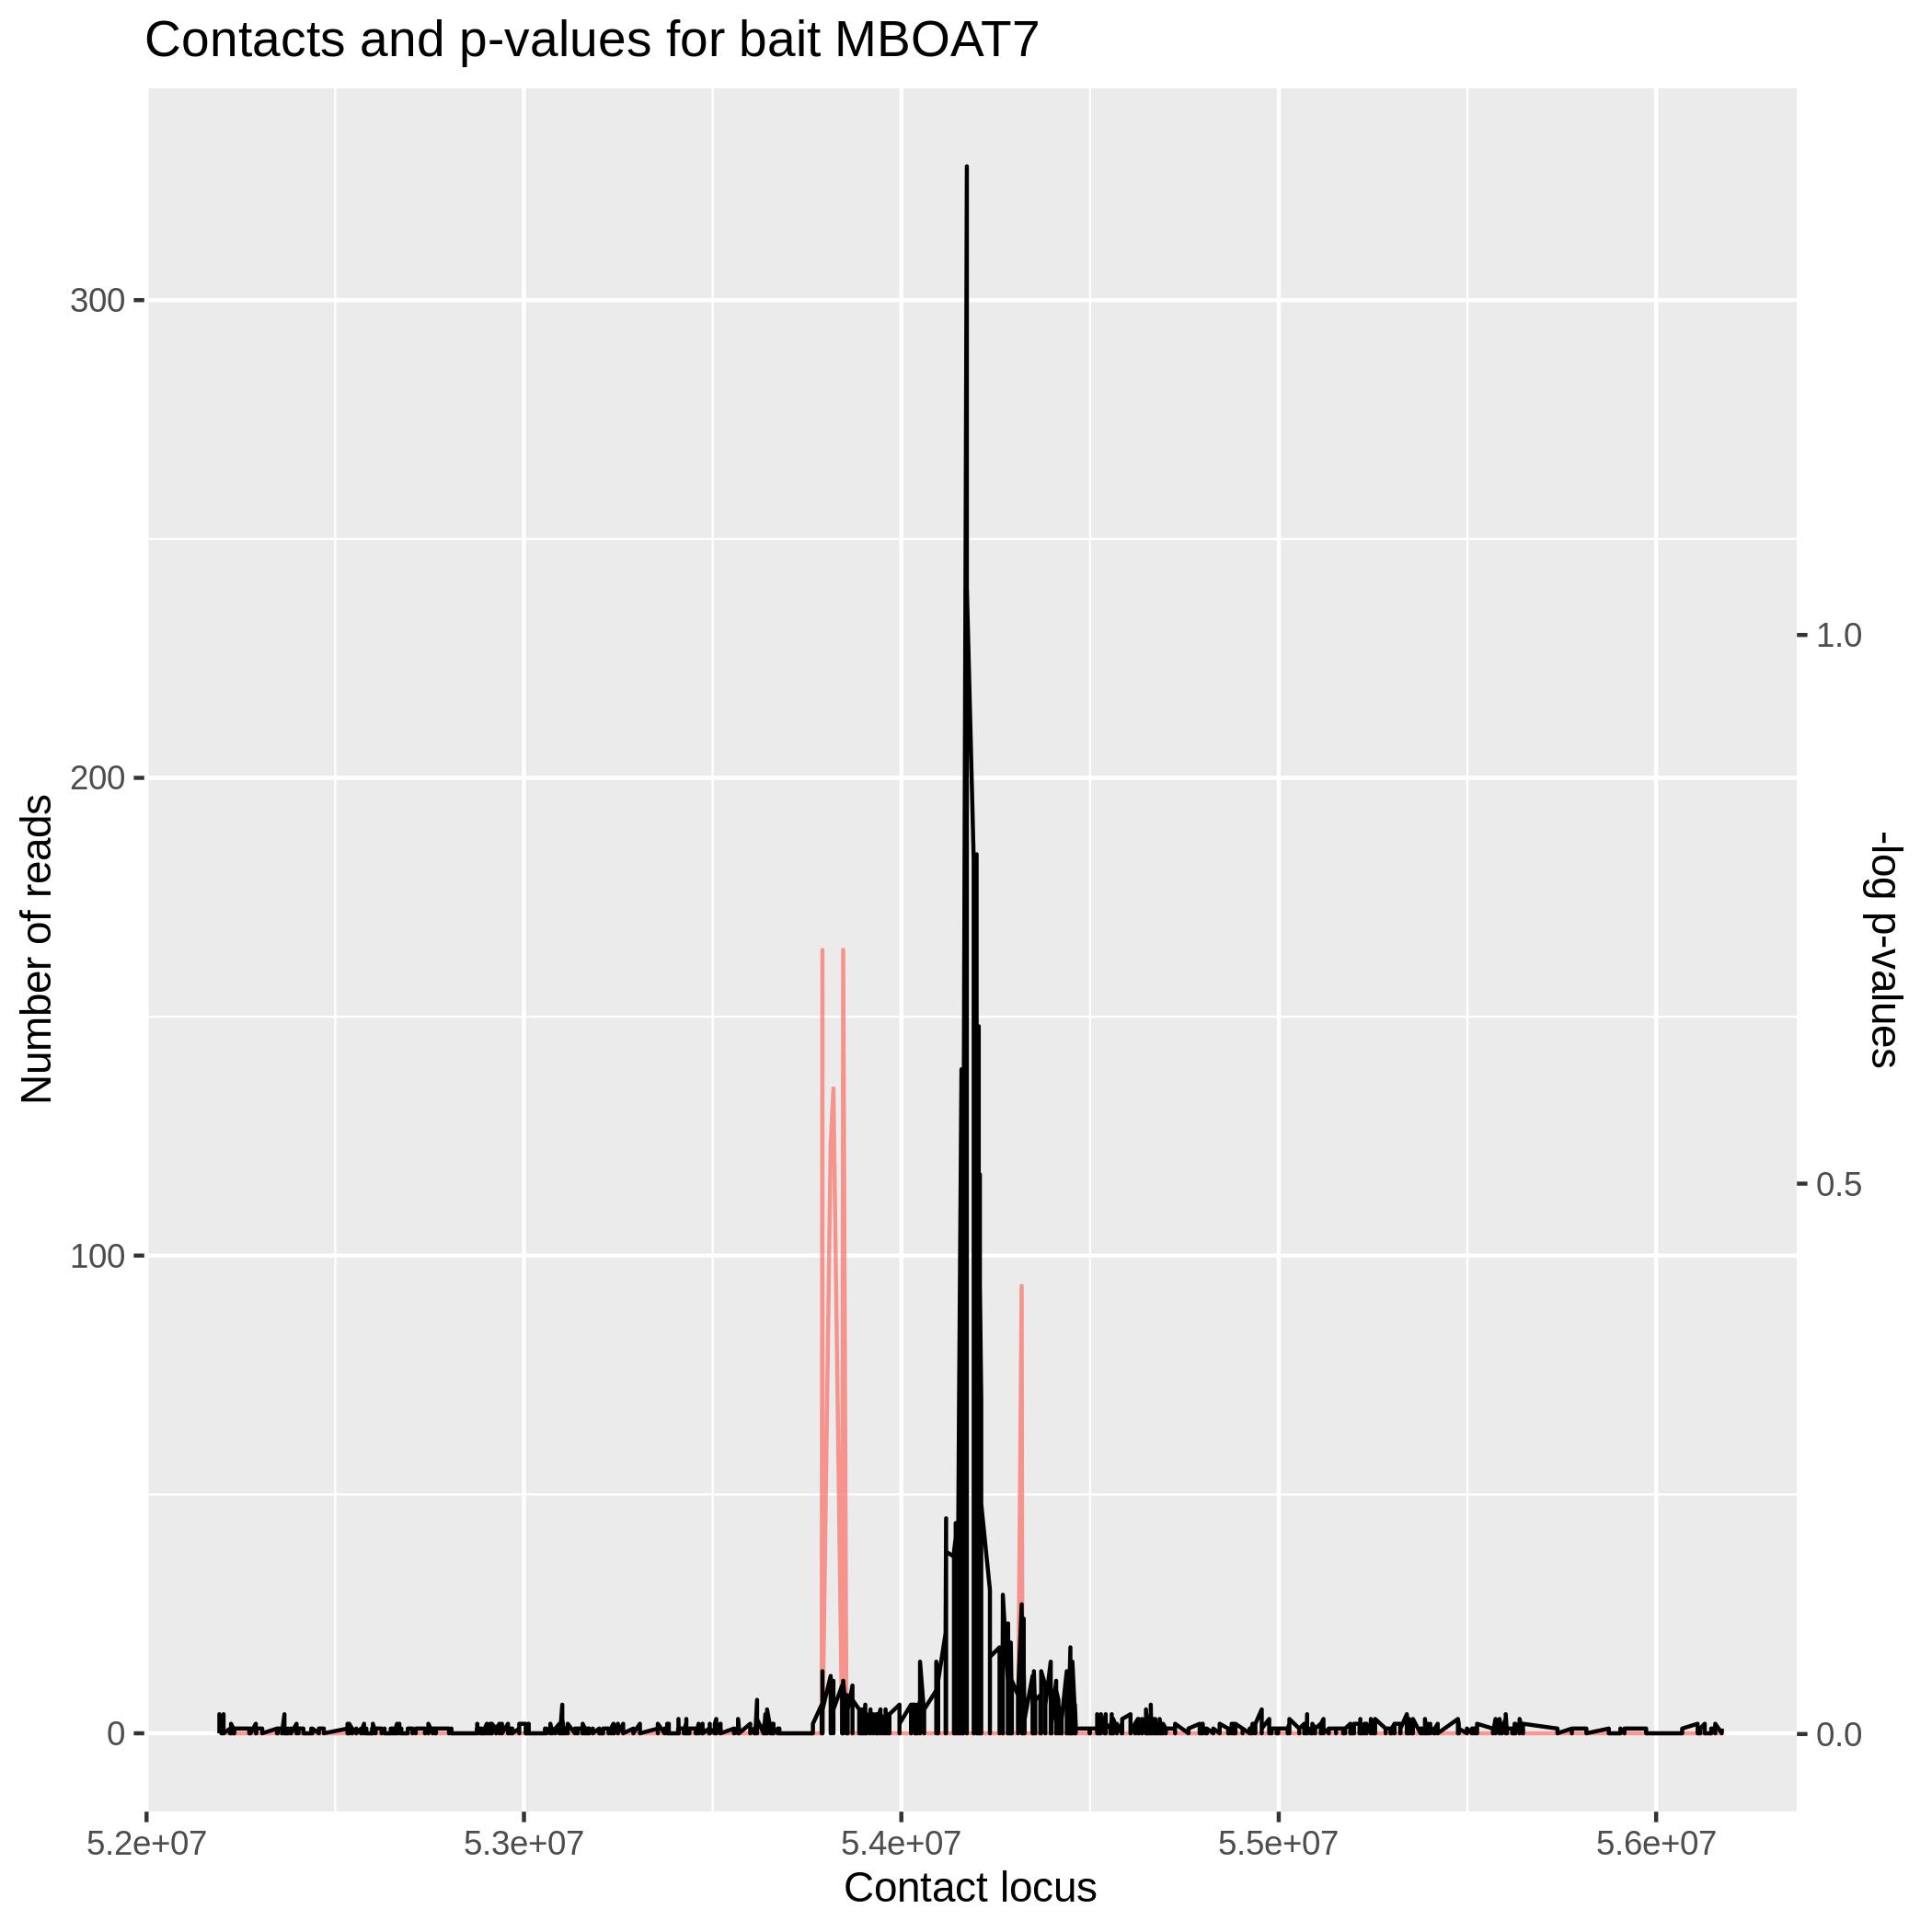 Contacts and p-values for bait MBOAT7
300
200
100
0
Number of reads
1.0
0.5
0.0
-log p-values
5.2e+07
5.3e+07
5.4e+07
5.5e+07
5.6e+07
Contact locus